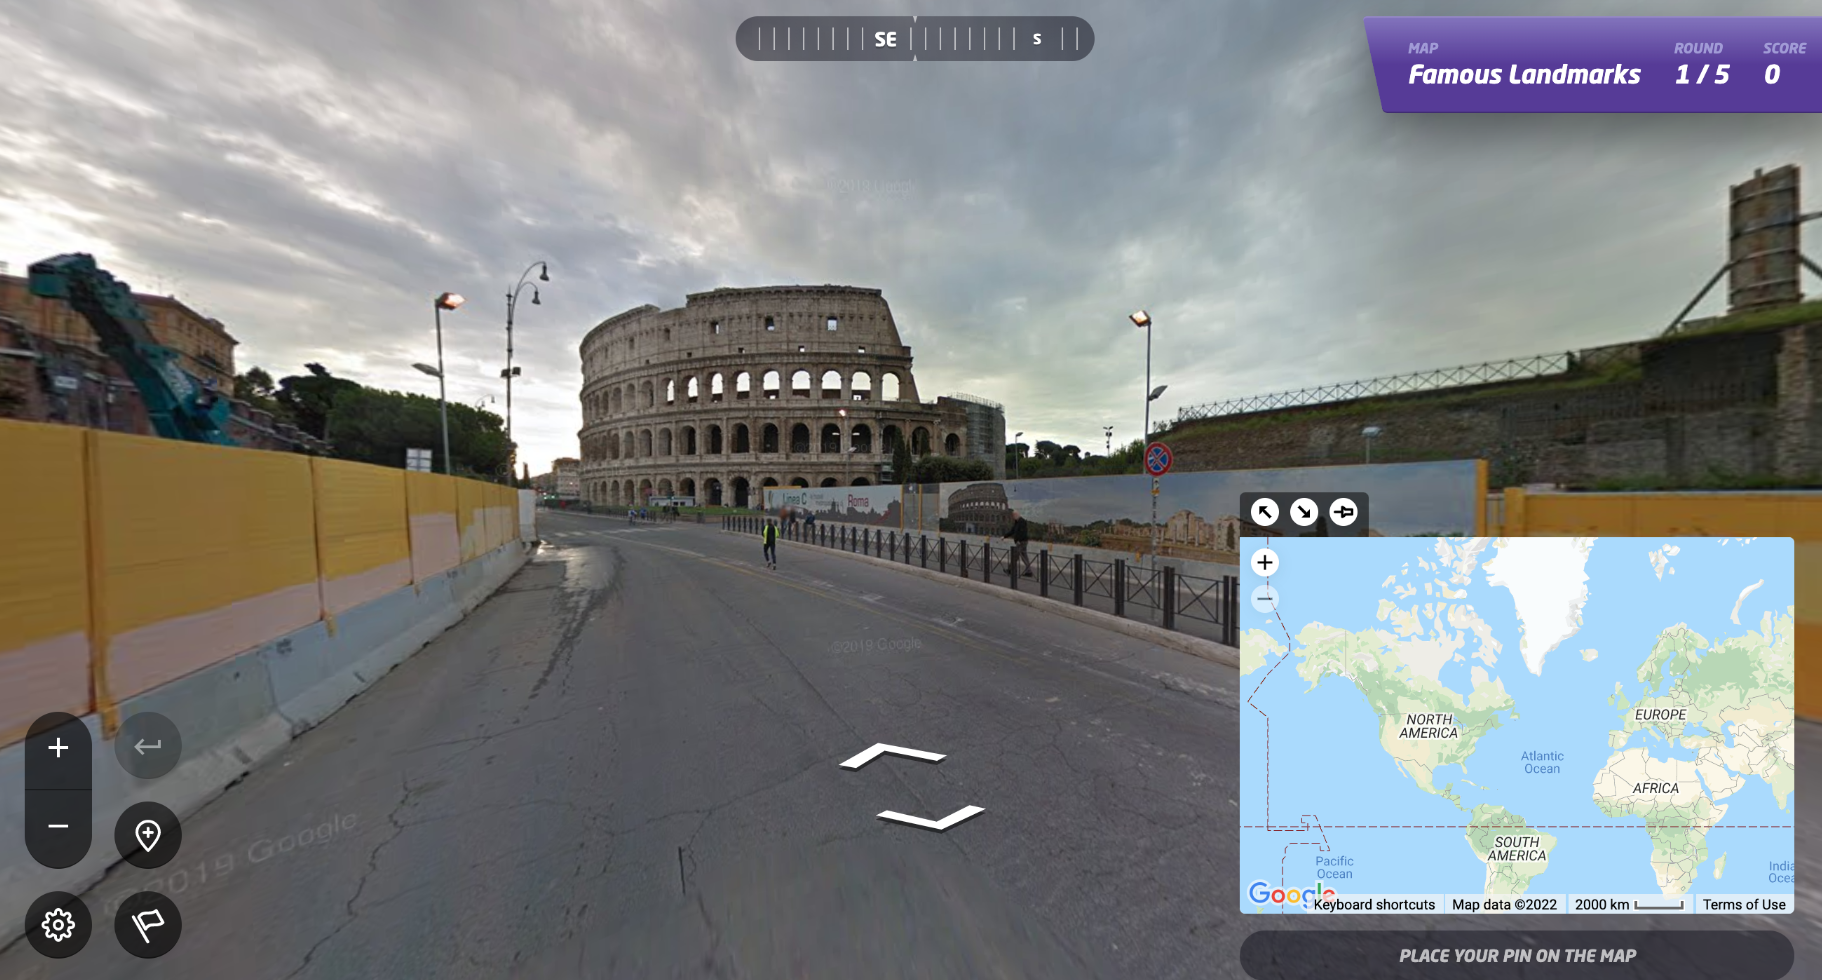 SE
S
MAP
ROUND
SCORE
Famous Landmarks
1 / 5
0
©2019 Google
Linea C
Roma
©2019 Google
©2019 Google
+
−
NORTH
AMERICA
EUROPE
Atlantic
Ocean
AFRICA
SOUTH
AMERICA
Pacific
Ocean
India
Ocea
Google
Keyboard shortcuts
Map data ©2022
2000 km
Terms of Use
+
−
PLACE YOUR PIN ON THE MAP